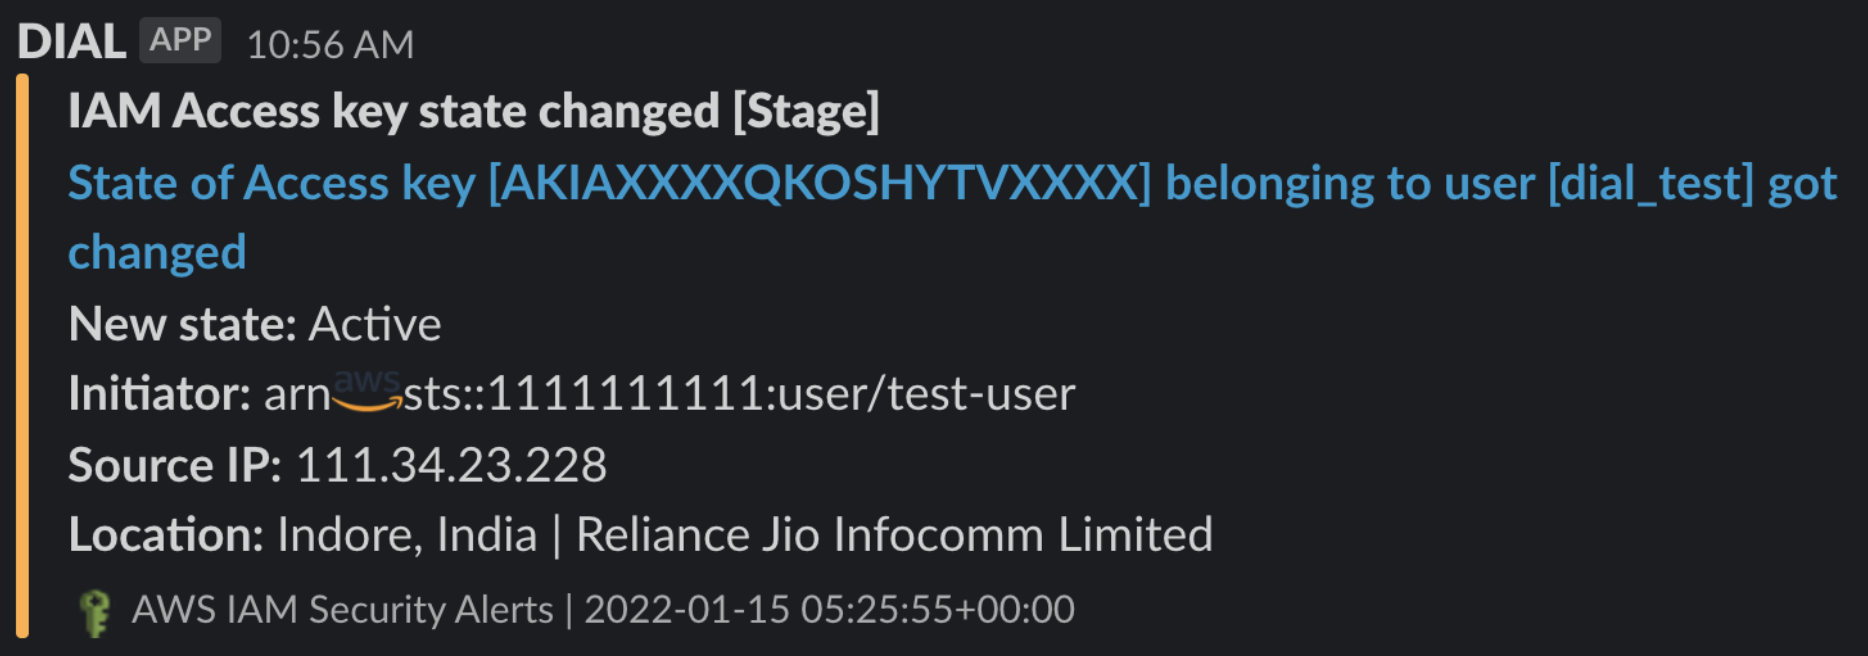 DIAL APP 10:56 AM
IAM Access key state changed [Stage]
State of Access key [AKIAXXXXQKOSHYTVXXXX] belonging to user [dial_test] got
changed
New state: Active
Initiator: arn aws sts::1111111111:user/test-user
Source IP: 111.34.23.228
Location: Indore, India | Reliance Jio Infocomm Limited
AWS IAM Security Alerts | 2022-01-15 05:25:55+00:00